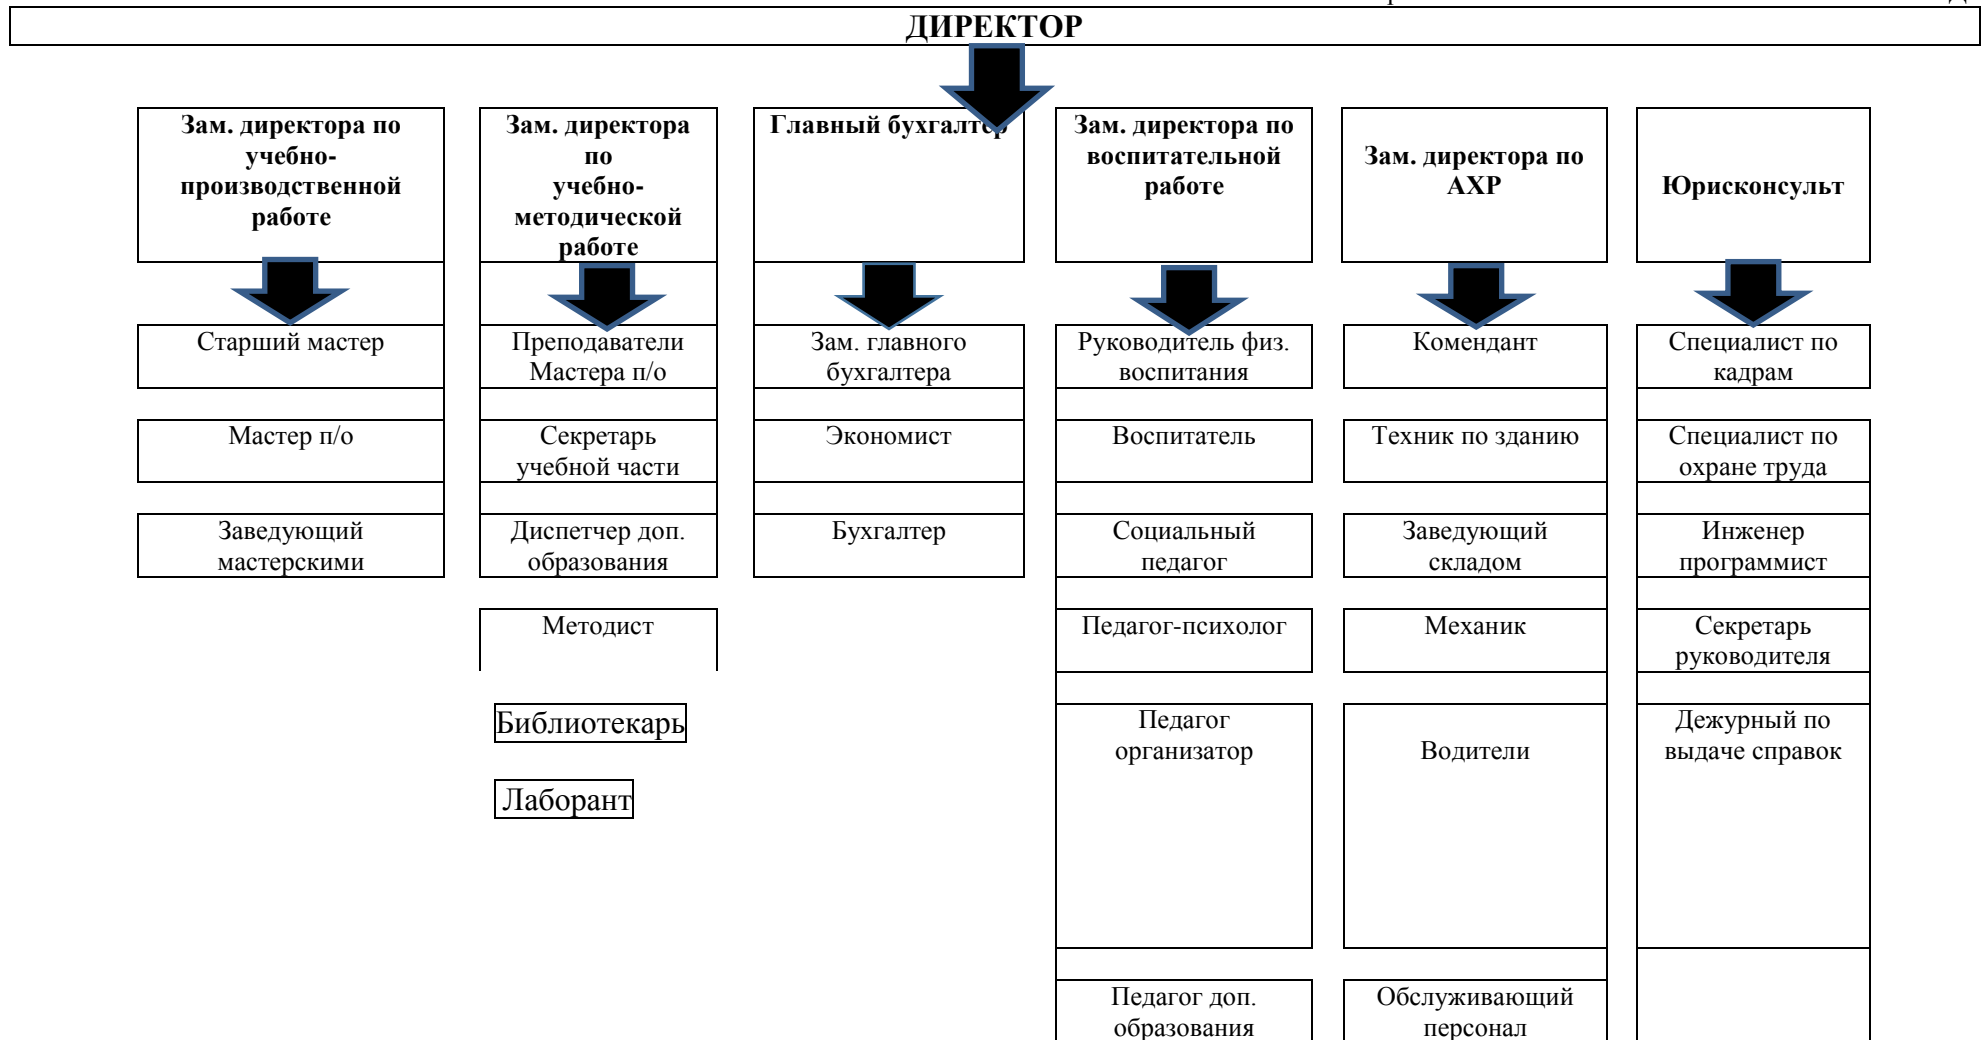 ДИРЕКТОР
Зам. директора по
учебно-
производственной
работе
Зам. директора
по
учебно-
методической
работе
Главный бухгалтер
Зам. директора по
воспитательной
работе
Зам. директора по
АХР
Юрисконсульт
Старший мастер
Преподаватели
Мастера п/о
Зам. главного
бухгалтера
Руководитель физ.
воспитания
Комендант
Специалист по
кадрам
Мастер п/о
Секретарь
учебной части
Экономист
Воспитатель
Техник по зданию
Специалист по
охране труда
Заведующий
мастерскими
Диспетчер доп.
образования
Бухгалтер
Социальный
педагог
Заведующий
складом
Инженер
программист
Методист
Педагог-психолог
Механик
Секретарь
руководителя
Библиотекарь
Педагог
организатор
Водители
Дежурный по
выдаче справок
Лаборант
Педагог доп.
образования
Обслуживающий
персонал